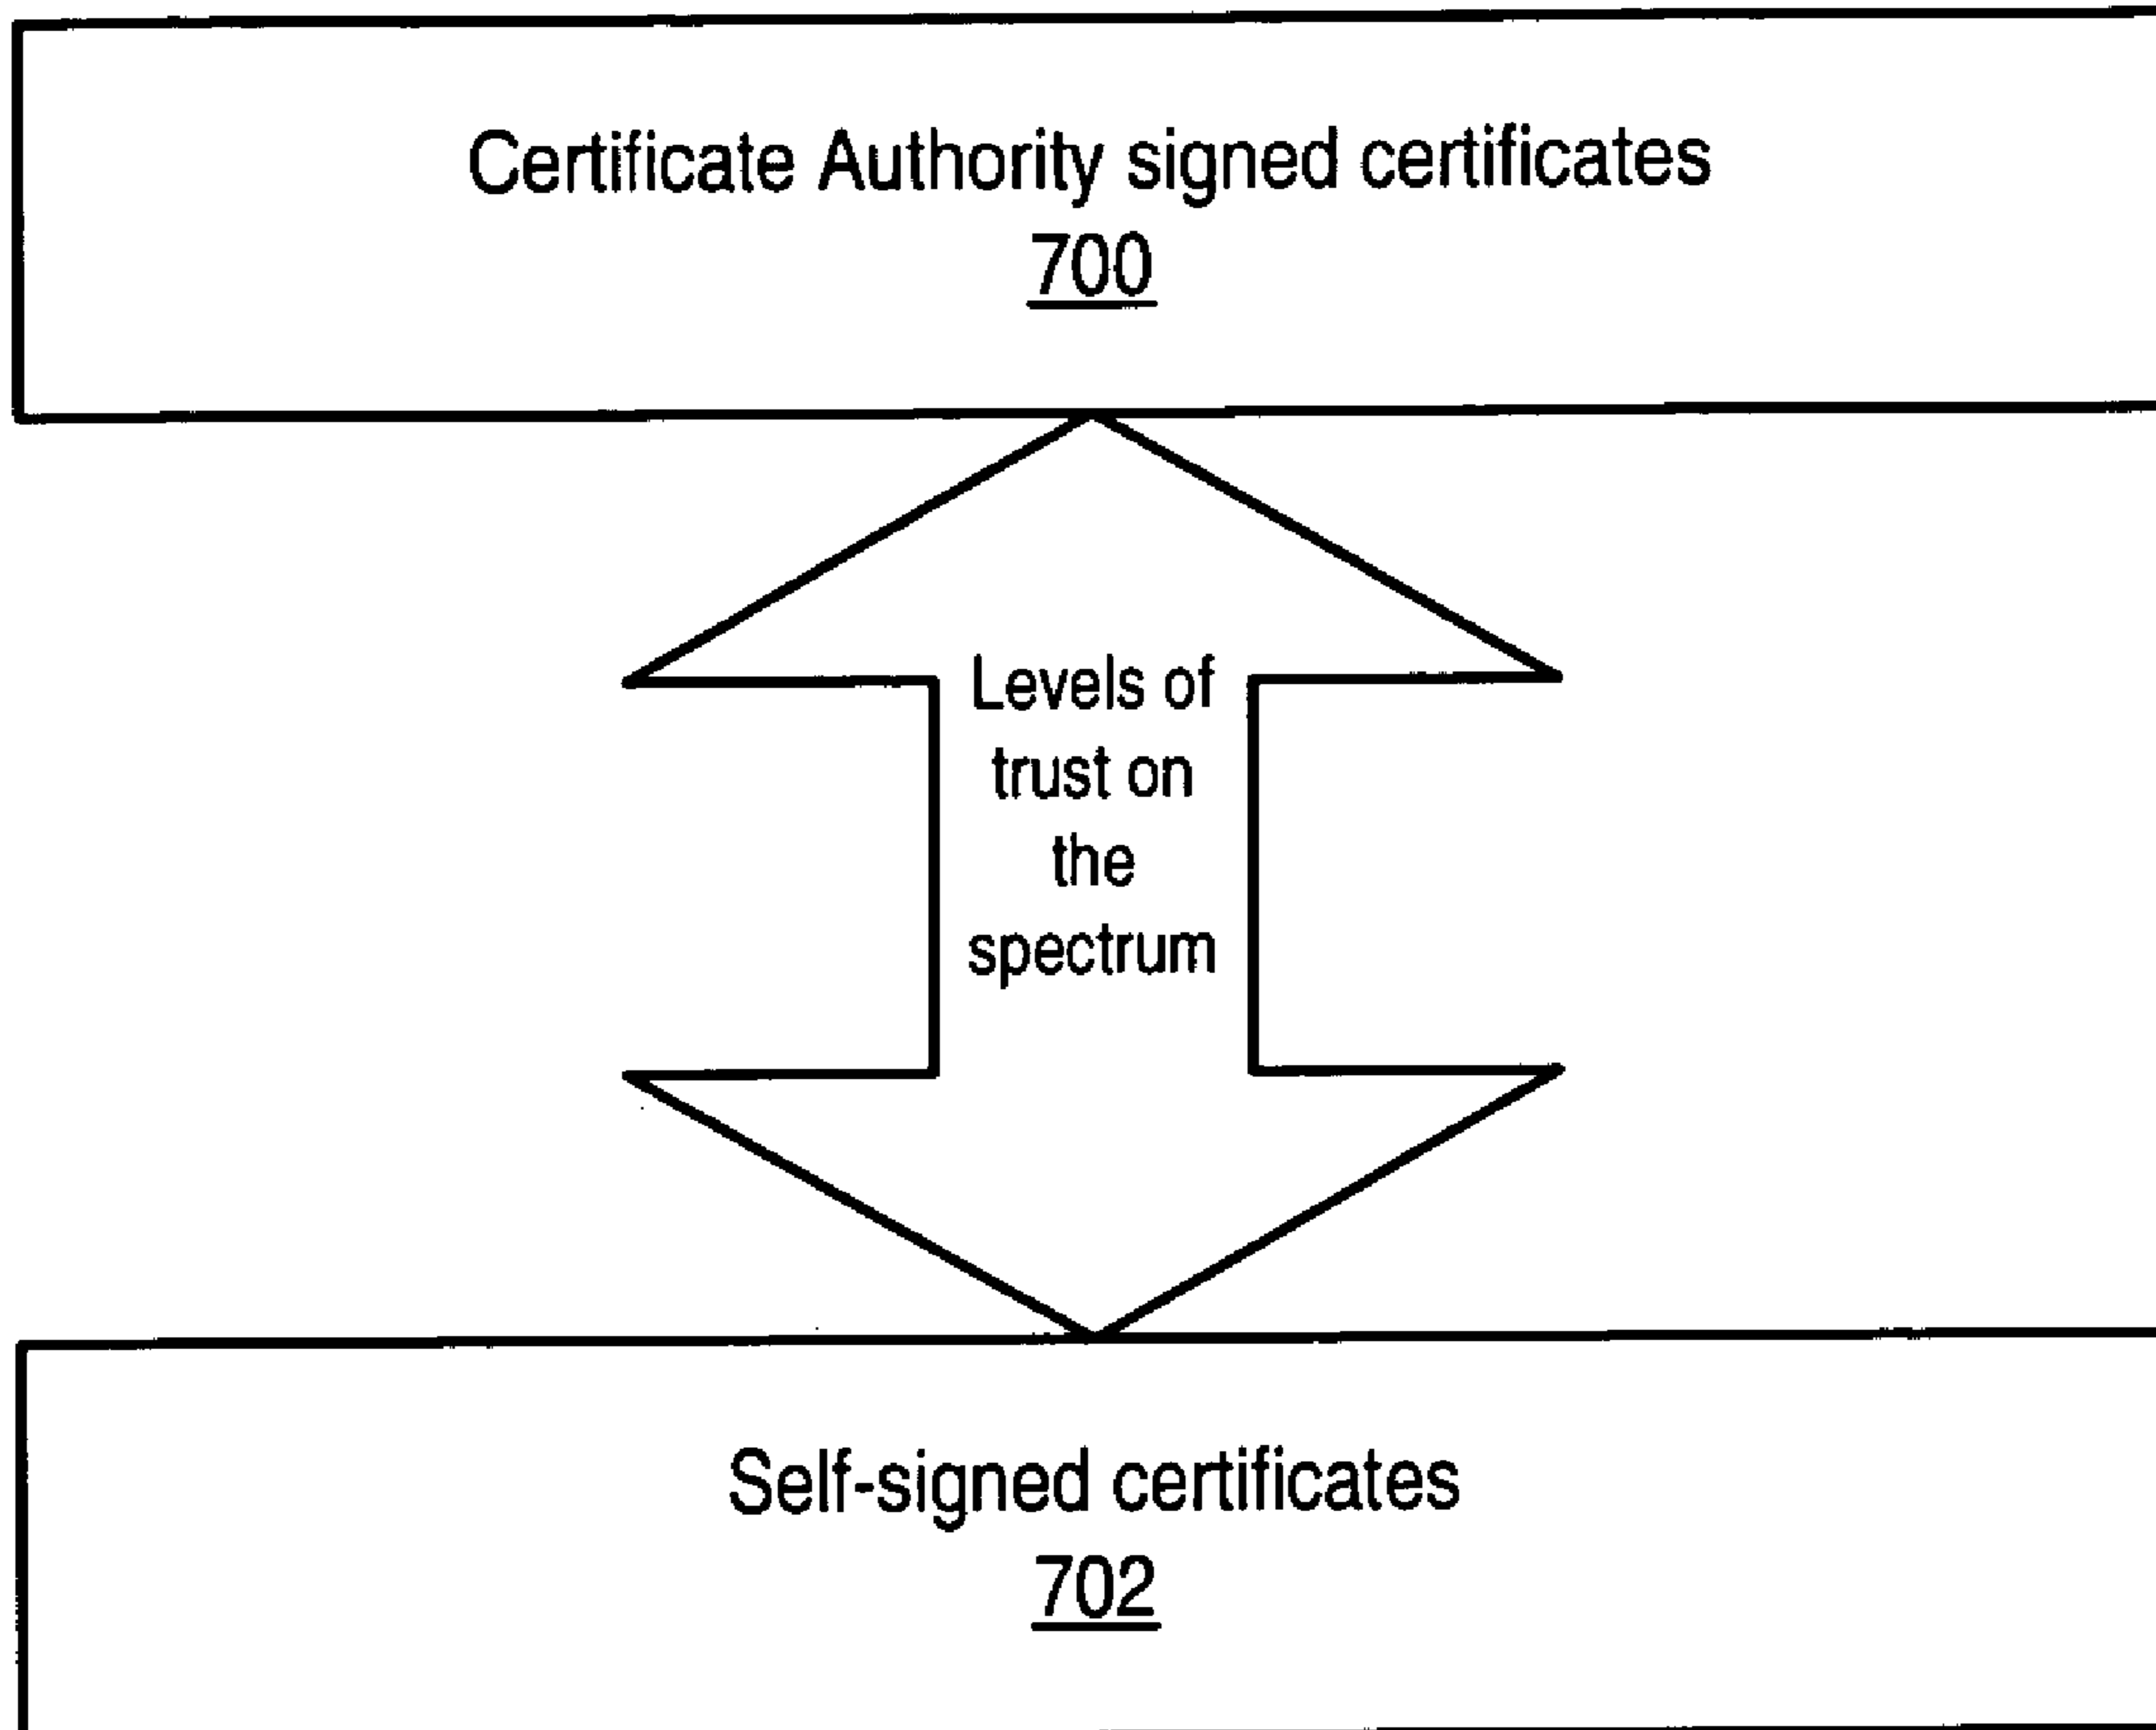 Certificate Authority signed certificates
700
Levels of
trust on
the
spectrum
Self-signed certificates
702